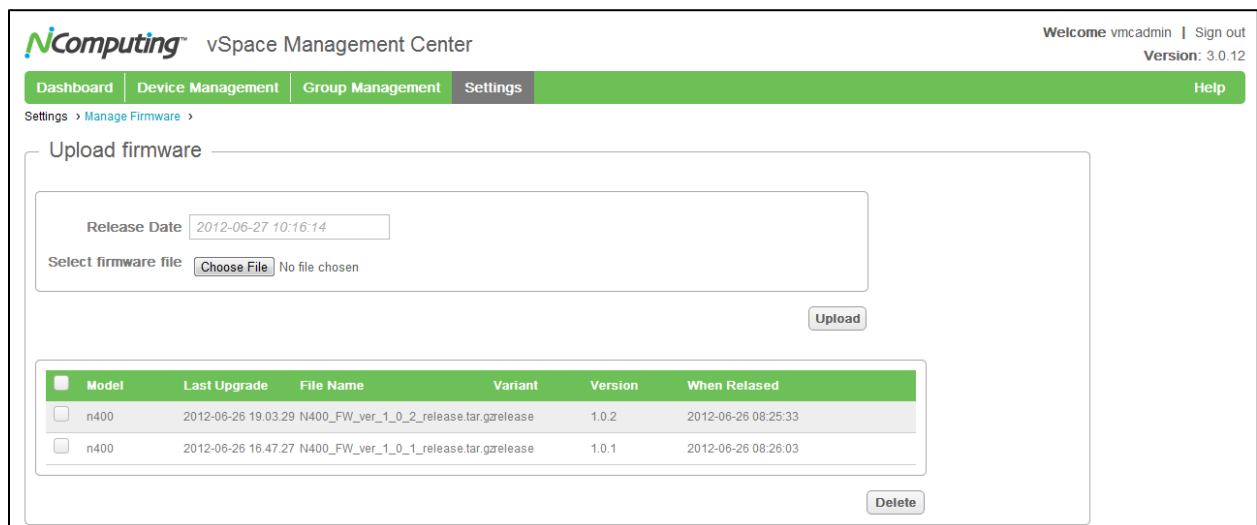 NComputing™ vSpace Management Center
Welcome vmcadmin | Sign out
Version: 3.0.12
Dashboard Device Management Group Management Settings Help
Settings › Manage Firmware ›
Upload firmware
Release Date 2012-06-27 10:16:14
Select firmware file Choose File No file chosen
Upload
Model Last Upgrade File Name Variant Version When Relased
n400 2012-06-26 19.03.29 N400_FW_ver_1_0_2_release.tar.gzrelease 1.0.2 2012-06-26 08:25:33
n400 2012-06-26 16.47.27 N400_FW_ver_1_0_1_release.tar.gzrelease 1.0.1 2012-06-26 08:26:03
Delete